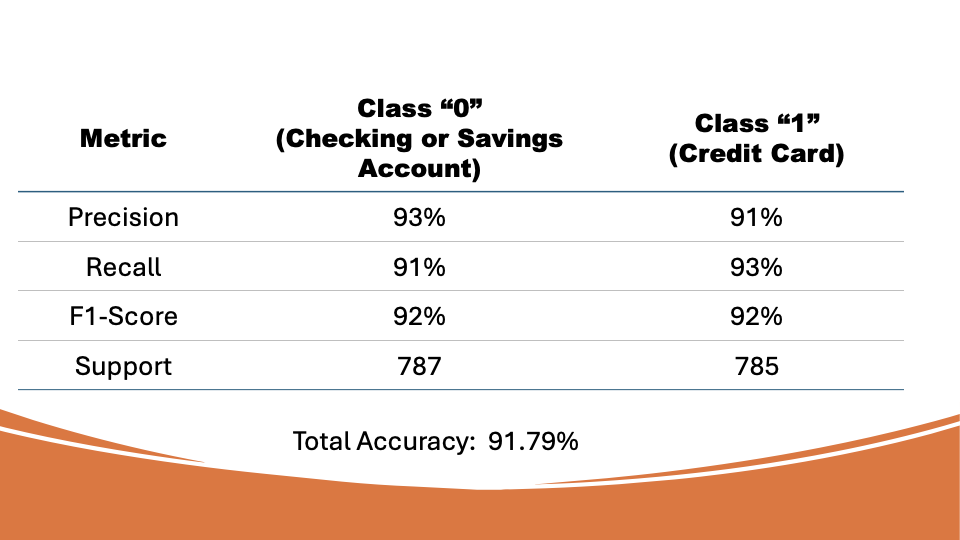 Metric
Class “0”
(Checking or Savings
Account)
Class “1”
(Credit Card)
Precision 93% 91%
Recall 91% 93%
F1-Score 92% 92%
Support 787 785
Total Accuracy: 91.79%